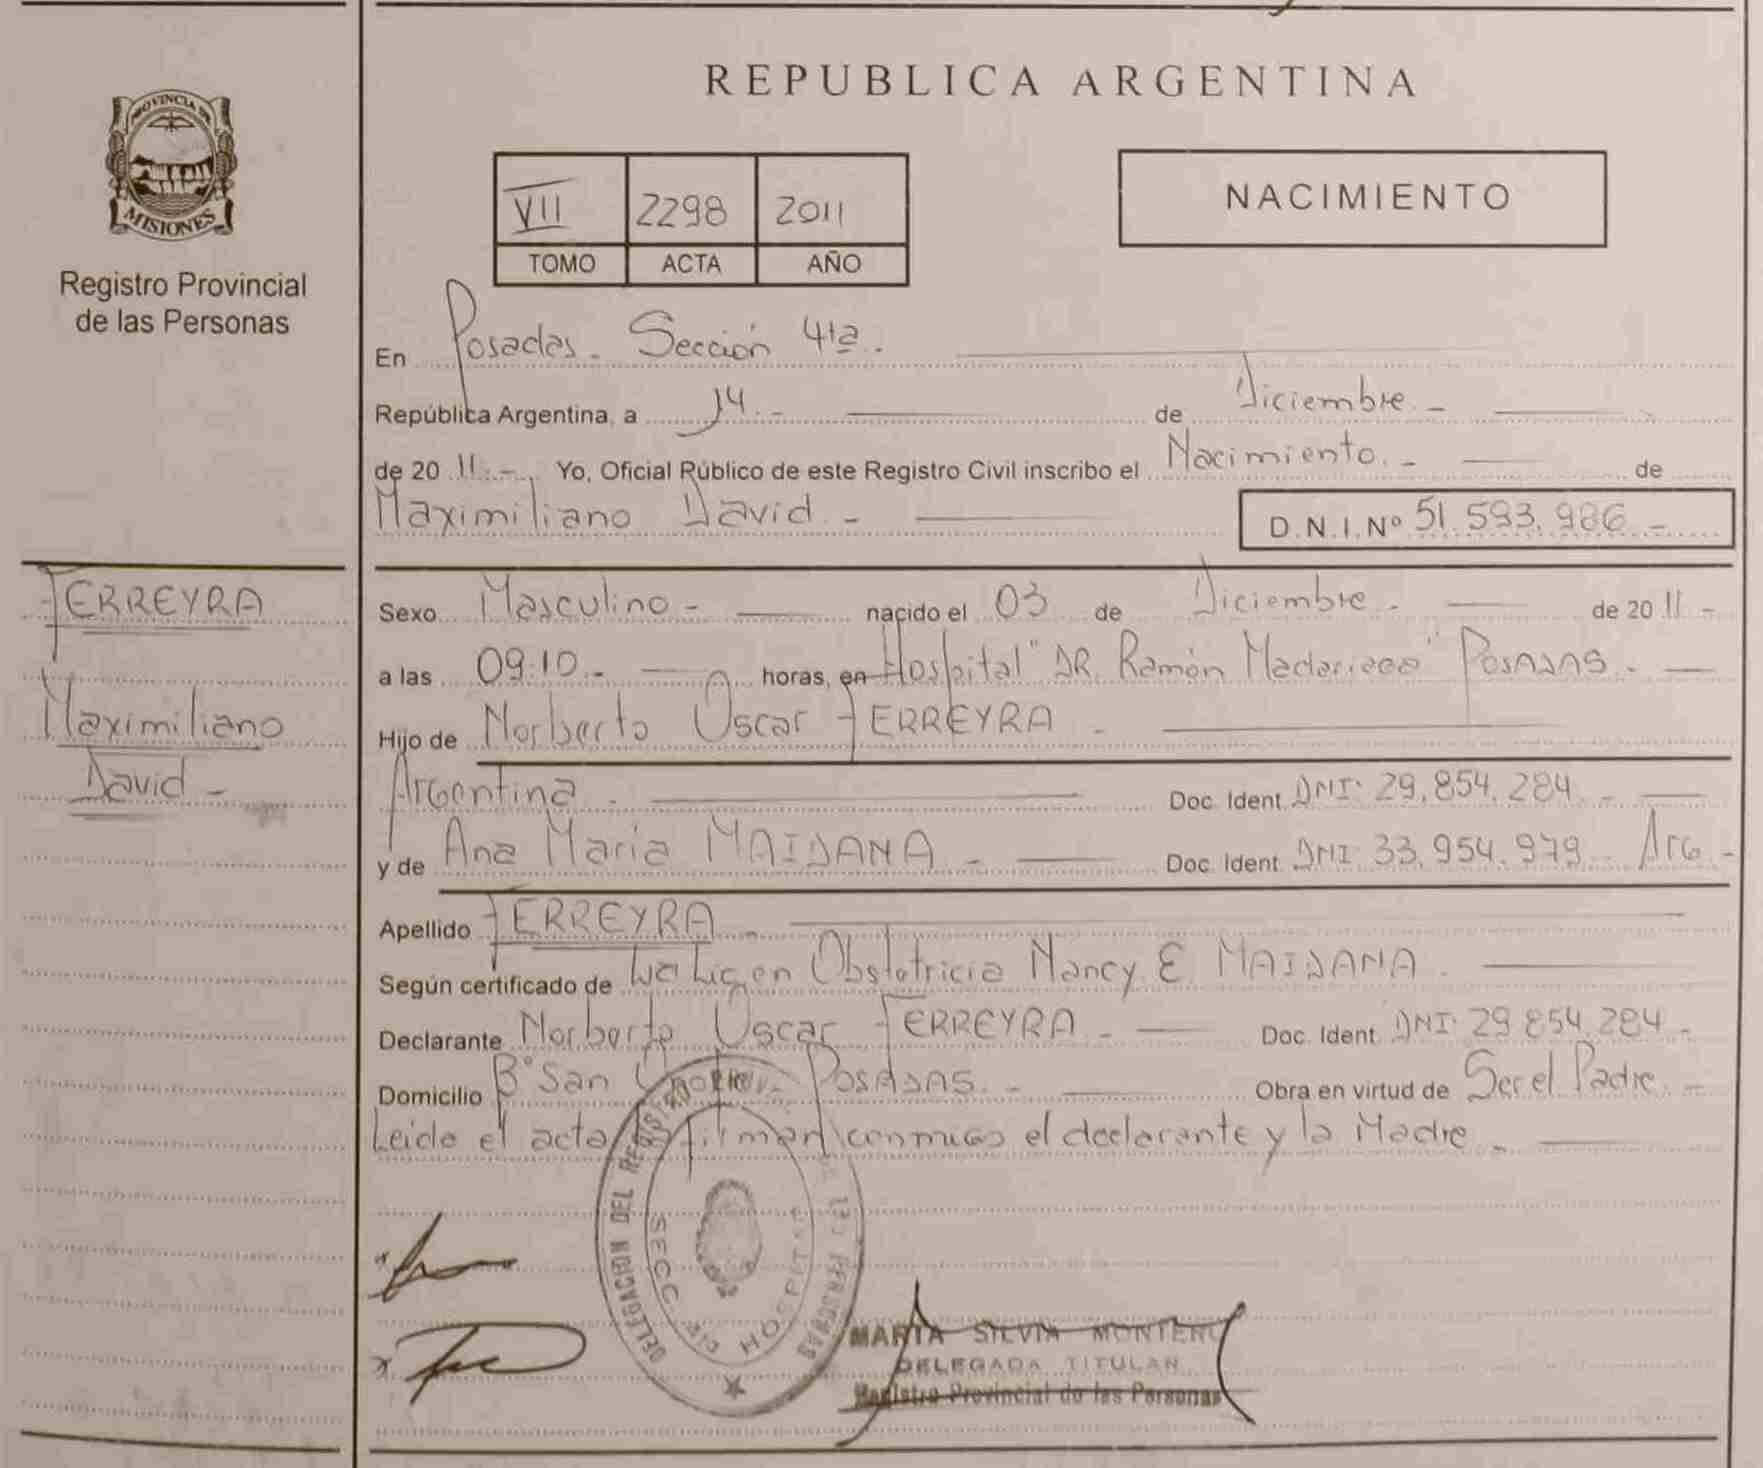 REPUBLICA ARGENTINA
PROVINCIA DE
MISIONES
Registro Provincial
de las Personas
VII 2298 2011
TOMO ACTA AÑO
NACIMIENTO
En Posadas - Sección 4ta -
República Argentina, a 14 - de Diciembre -
de 20 11 - Yo, Oficial Público de este Registro Civil inscribo el Nacimiento - de
Maximiliano David - D.N.I.Nº 51.593.986 -
FERREYRA
Maximiliano
David -
Sexo Masculino - nacido el 03 de Diciembre - de 20 11 -
a las 09:10 - horas, en Hospital "DR. Ramón Madariaga" POSADAS -
Hijo de Norberto Oscar FERREYRA -
Argentina - Doc. Ident. DNI: 29.854.284 -
y de Ana Maria MAIDANA - Doc. Ident. DNI: 33.954.979 - Arg -
Apellido FERREYRA -
Según certificado de Lic en Obstetricia Nancy E MAIDANA -
Declarante Norberto Oscar FERREYRA - Doc. Ident. DNI: 29.854.284 -
Domicilio Bº San POSADAS - Obra en virtud de Ser el Padre -
Leida el acta firman conmigo el declarante y la Madre -
DELEGACION DEL REGISTRO DE LAS PERSONAS
SECC. HOSPITAL
MARTA SILVIA MONTERO
DELEGADA TITULAR
Registro Provincial de las Personas